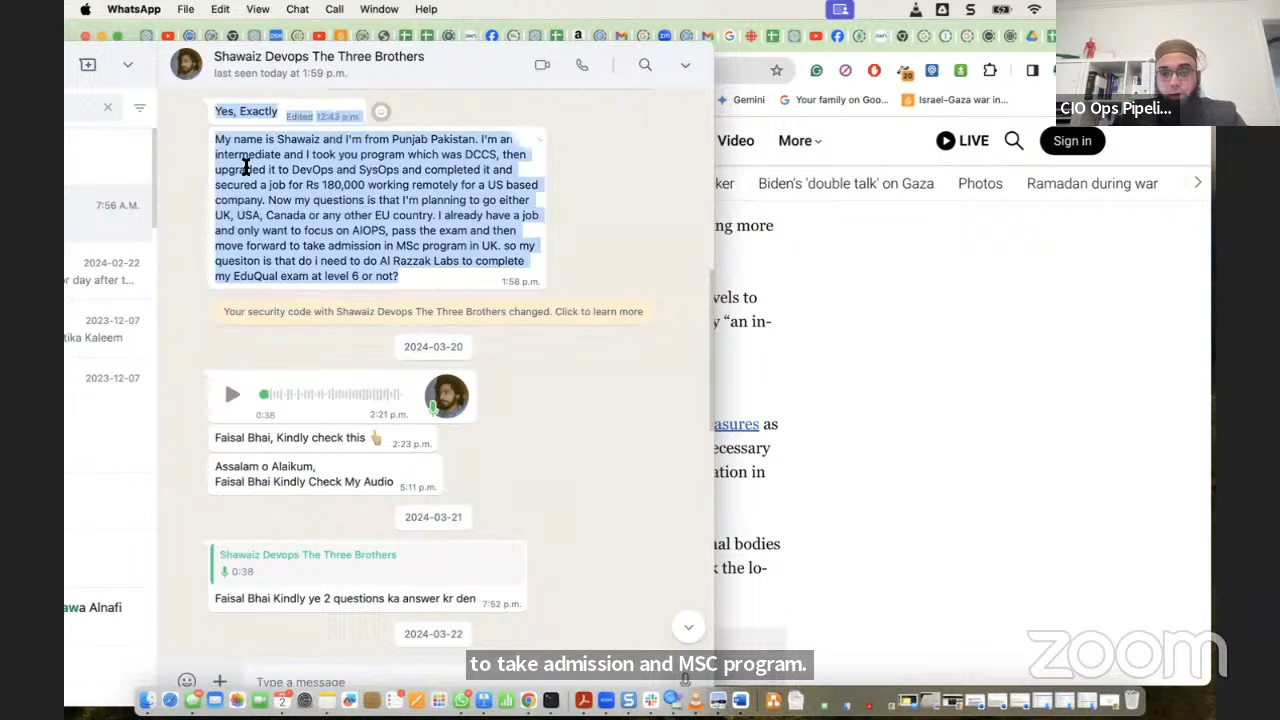 WhatsApp File Edit View Chat Call Window Help
Shawaiz Devops The Three Brothers
last seen today at 1:59 p.m.
CIO Ops Pipeli...
Gemini
Your family on Goo...
Israel-Gaza war in...
Yes, Exactly
Edited 12:43 p.m.
My name is Shawaiz and I'm from Punjab Pakistan. I'm an
intermediate and I took you program which was DCCS, then
upgraded it to DevOps and SysOps and completed it and
secured a job for Rs 180,000 working remotely for a US based
company. Now my questions is that I'm planning to go either
UK, USA, Canada or any other EU country. I already have a job
and only want to focus on AIOPS, pass the exam and then
move forward to take admission in MSc program in UK. so my
quesiton is that do i need to do Al Razzak Labs to complete
my EduQual exam at level 6 or not?
1:58 p.m.
7:56 A.M.
2024-02-22
or day after t...
2023-12-07
tika Kaleem
2023-12-07
awa Alnafi
Your security code with Shawaiz Devops The Three Brothers changed. Click to learn more
2024-03-20
0:38
2:21 p.m.
Faisal Bhai, Kindly check this
2:23 p.m.
Assalam o Alaikum,
Faisal Bhai Kindly Check My Audio
5:11 p.m.
2024-03-21
Shawaiz Devops The Three Brothers
0:38
Faisal Bhai Kindly ye 2 questions ka answer kr den
7:52 p.m.
2024-03-22
Type a message
Video More LIVE Sign in
ker Biden's 'double talk' on Gaza Photos Ramadan during war
ng more
vels to
y “an in-
asures as
ecessary
ation in
nal bodies
k the lo-
to take admission and MSC program.
zoom